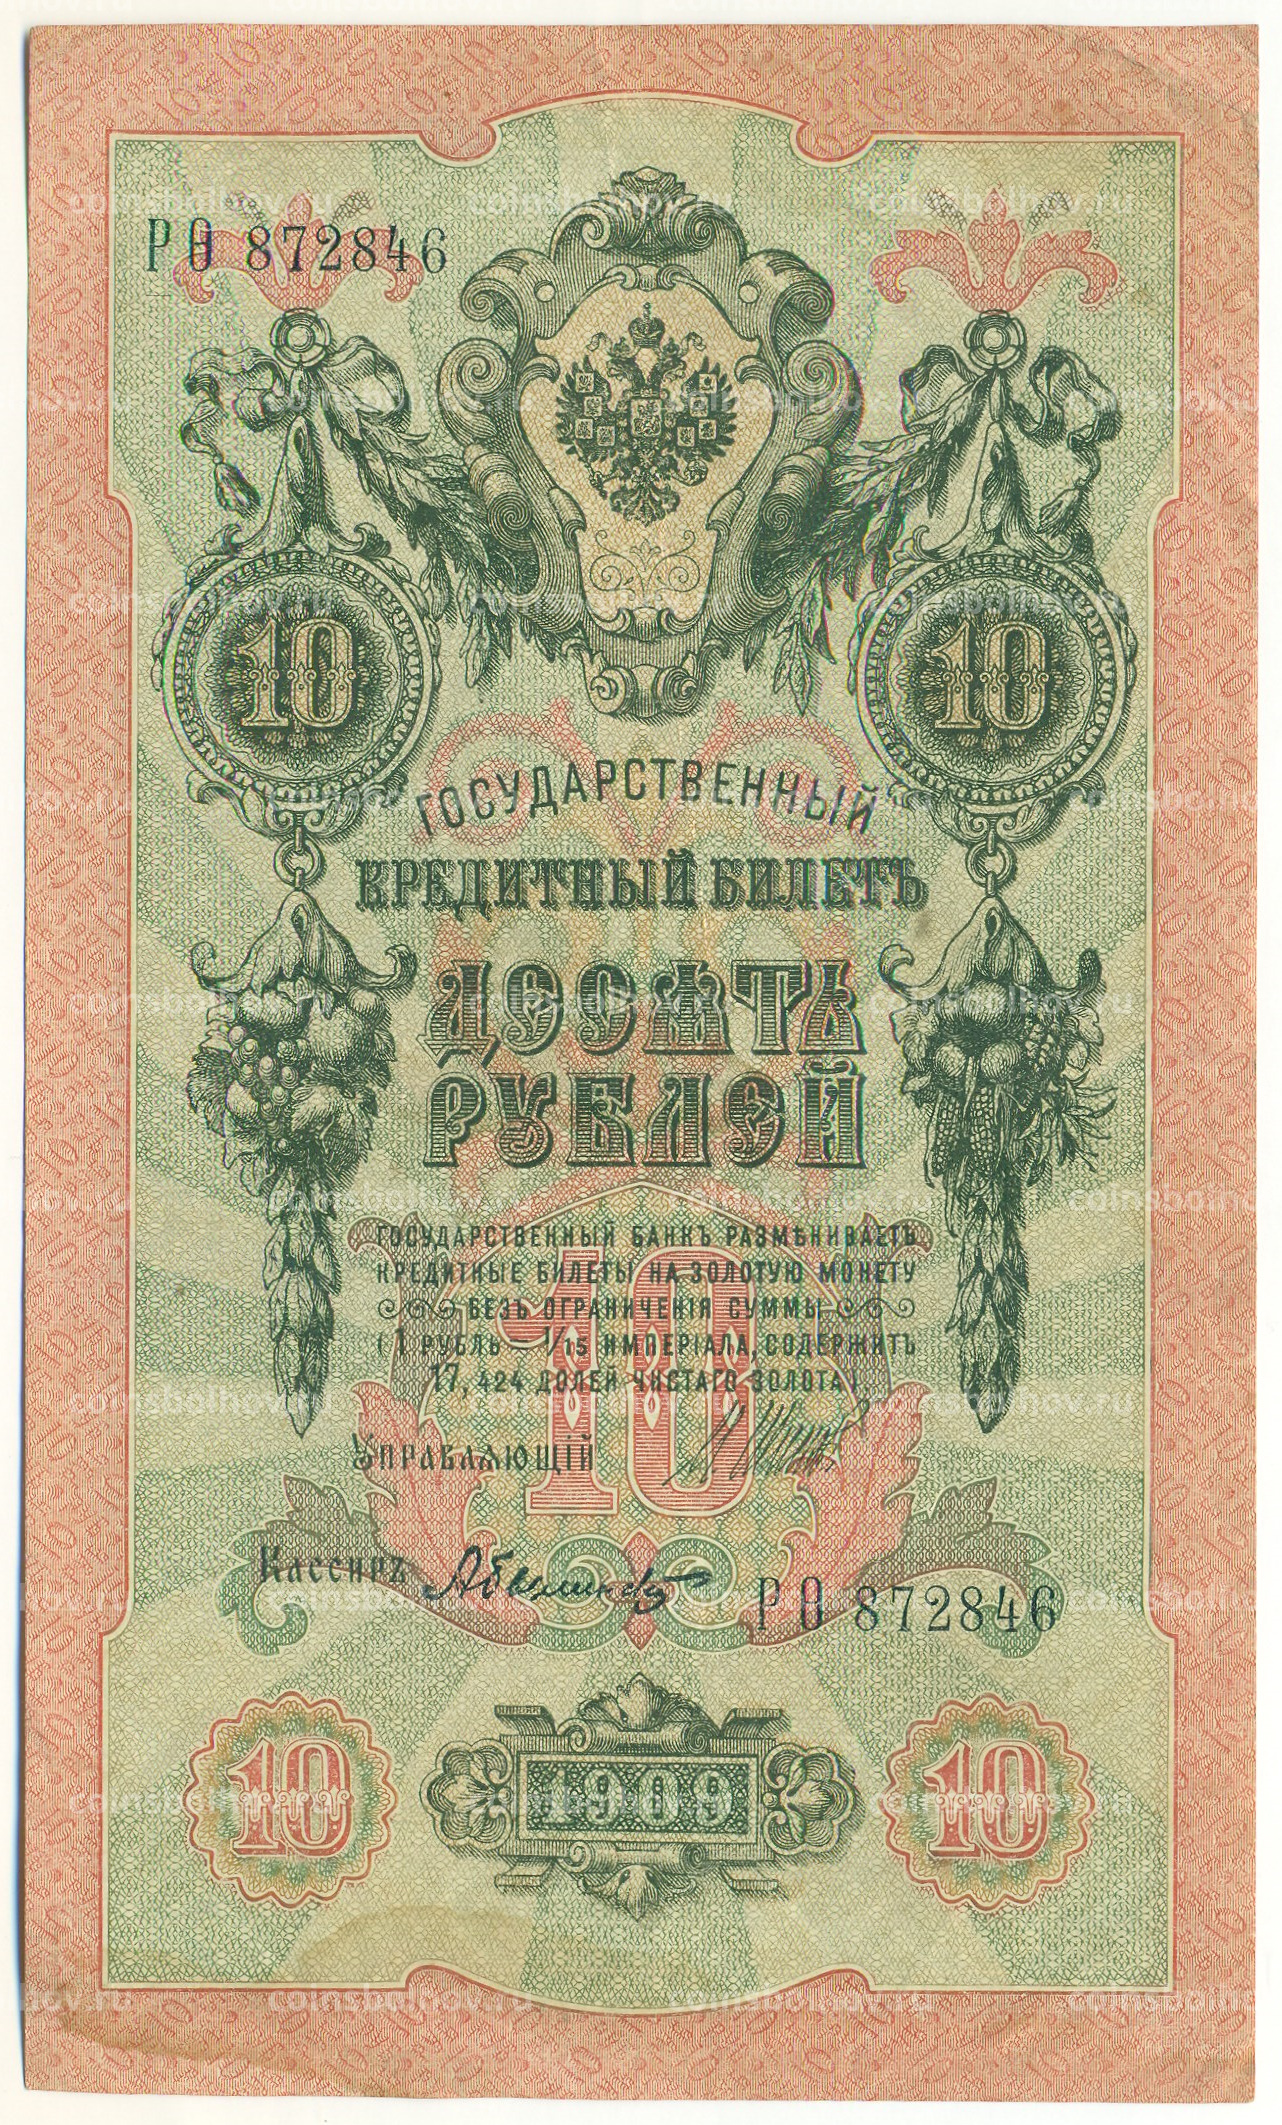 РѲ 872846
10 10
ГОСУДАРСТВЕННЫЙ
КРЕДИТНЫЙ БИЛЕТЪ
ДЕСЯТЬ
РУБЛЕЙ
ГОСУДАРСТВЕННЫЙ БАНКЪ РАЗМѢНИВАЕТЪ
КРЕДИТНЫЕ БИЛЕТЫ НА ЗОЛОТУЮ МОНЕТУ
БЕЗЪ ОГРАНИЧЕНІЯ СУММЫ
(1 РУБЛЬ = 1/15 ИМПЕРІАЛА, СОДЕРЖИТЪ
17,424 ДОЛЕЙ ЧИСТАГО ЗОЛОТА).
10
УПРАВЛЯЮЩІЙ
Кассиръ
РѲ 872846
10 1909 10
coinsbolhov.ru